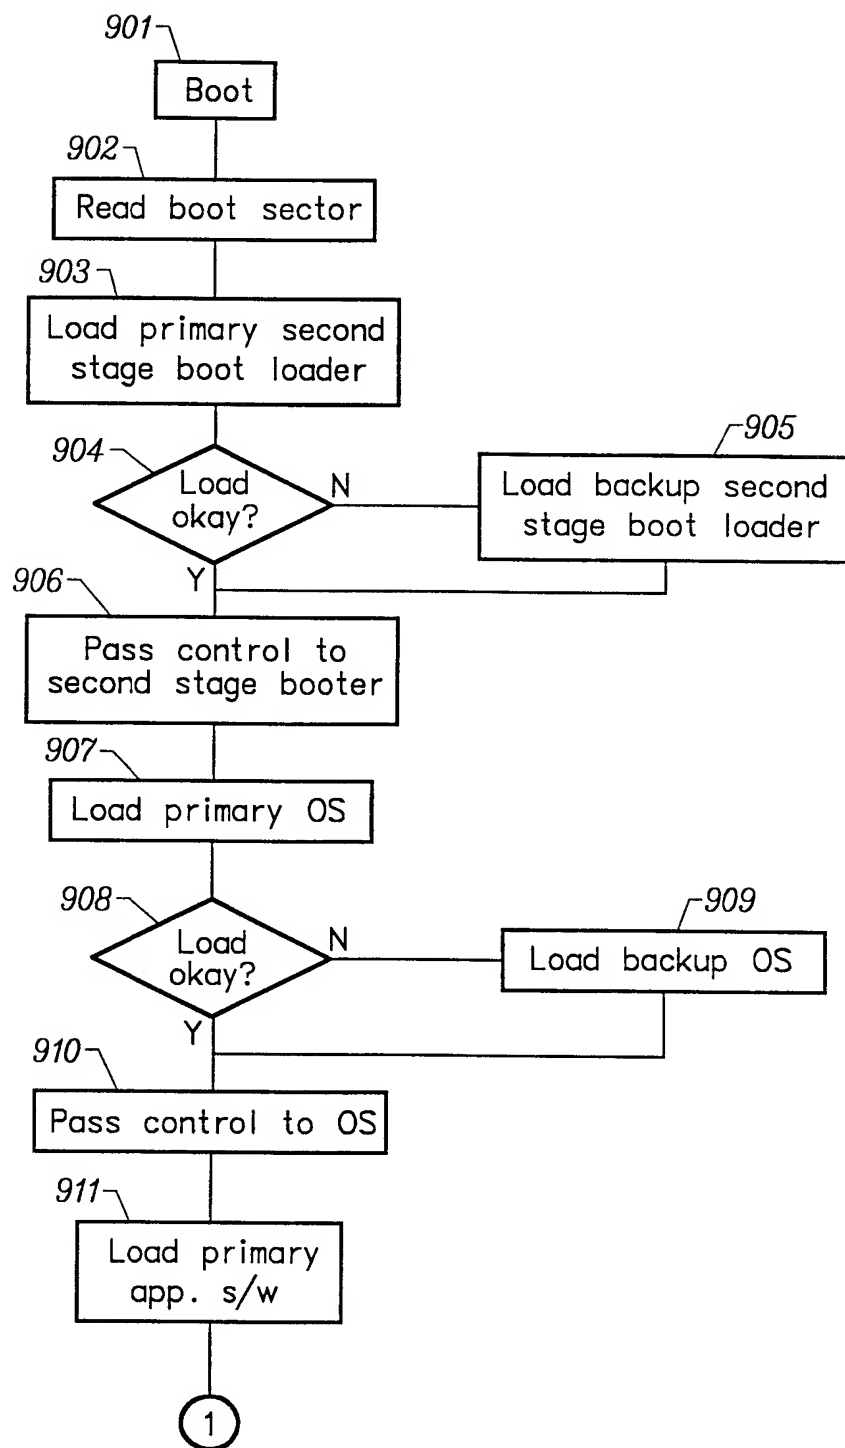 901
Boot
902
Read boot sector
903
Load primary second
stage boot loader
904
Load
okay?
N
Y
905
Load backup second
stage boot loader
906
Pass control to
second stage booter
907
Load primary OS
908
Load
okay?
N
Y
909
Load backup OS
910
Pass control to OS
911
Load primary
app. s/w
1